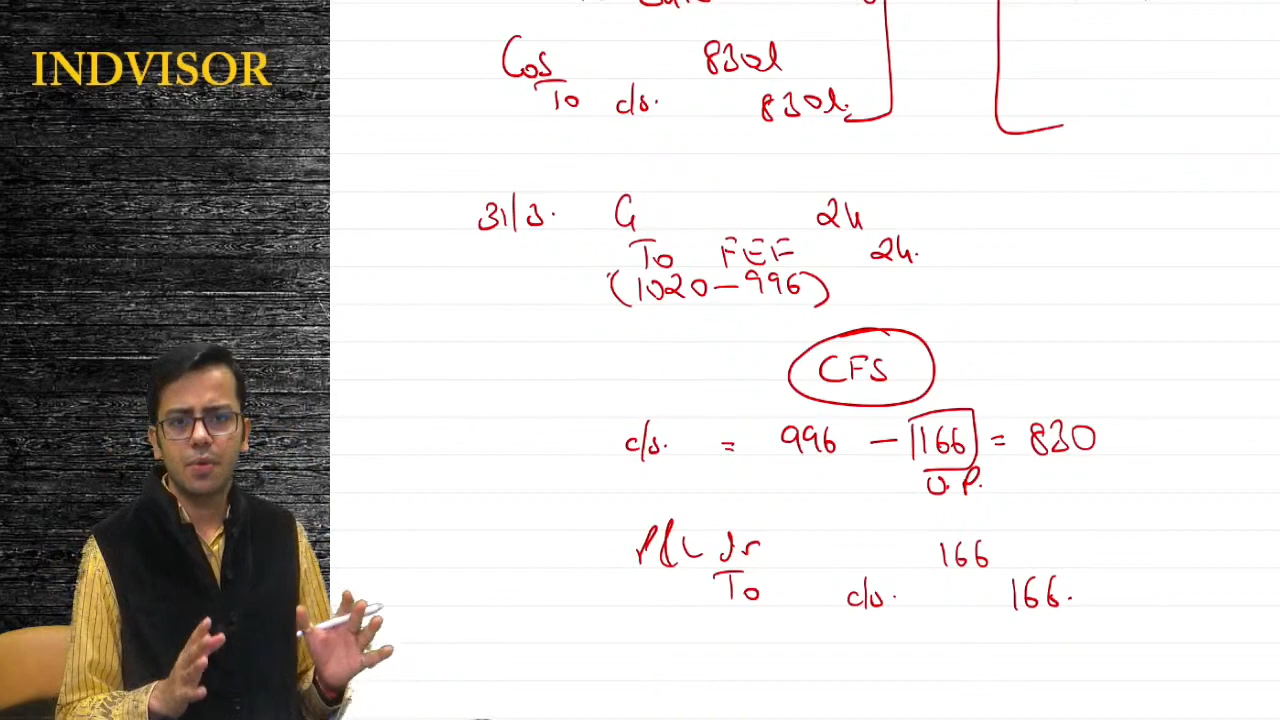 INDVISOR
Cos 830l
To c/s. 830l.
31/3. G 24
To FEF 24.
(1020-996)
CFS
c/s. = 996 - 166 = 830
U.P.
P&L dr 166
To c/s. 166.